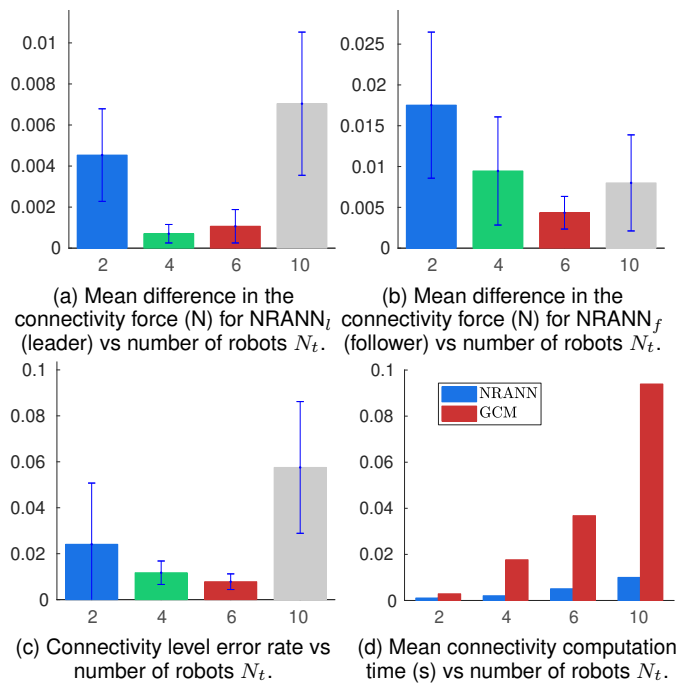 0.01
0.008
0.006
0.004
0.002
0
2 4 6 10
(a) Mean difference in the
connectivity force (N) for NRANN_l
(leader) vs number of robots N_t.
0.025
0.02
0.015
0.01
0.005
0
2 4 6 10
(b) Mean difference in the
connectivity force (N) for NRANN_f
(follower) vs number of robots N_t.
0.1
0.08
0.06
0.04
0.02
0
2 4 6 10
(c) Connectivity level error rate vs
number of robots N_t.
0.1
0.08
0.06
0.04
0.02
0
NRANN
GCM
2 4 6 10
(d) Mean connectivity computation
time (s) vs number of robots N_t.